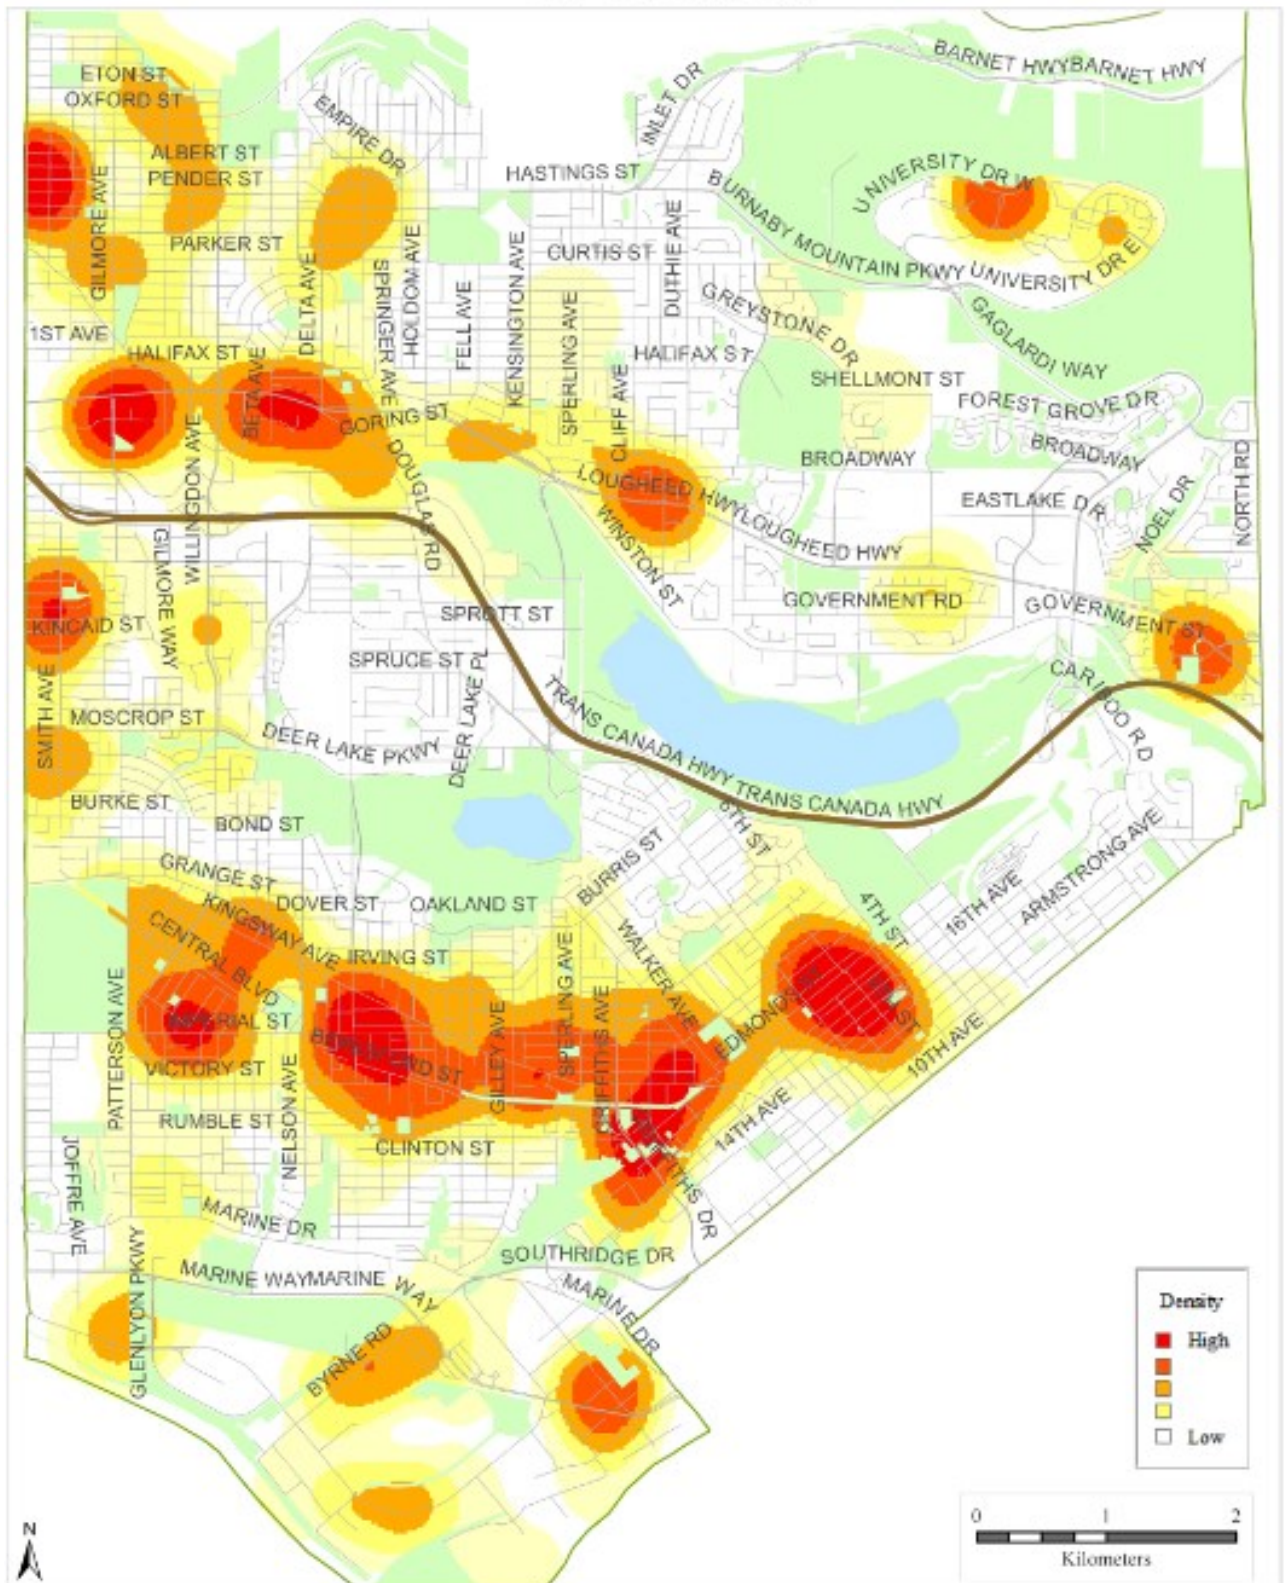 BARNET HWY BARNET HWY
ETON ST
OXFORD ST
INLET DR
EMPIRE DR
ALBERT ST
PENDER ST
HASTINGS ST
UNIVERSITY DR W
BURNABY MOUNTAIN PKWY
GILMORE AVE
PARKER ST
CURTIS ST
DUTHIE AVE
UNIVERSITY DR E
DELTA AVE
SPRINGER AVE
HOLDOM AVE
FELL AVE
KENSINGTON AVE
SPERLING AVE
GREYSTONE DR
GAGLARDI WAY
1ST AVE
HALIFAX ST
HALIFAX ST
SHELLMONT ST
FOREST GROVE DR
BETA AVE
GORING ST
CLIFF AVE
BROADWAY
BROADWAY
WILLINGDON AVE
DOUGLAS RD
LOUGHEED HWY LOUGHEED HWY
EASTLAKE DR
NOEL DR
NORTH RD
GILMORE WAY
WINSTON ST
KINCAID ST
SPROTT ST
GOVERNMENT RD
GOVERNMENT ST
SPRUCE ST
DEER LAKE PL
CARIBOO RD
SMITH AVE
MOSCROP ST
DEER LAKE PKWY
TRANS CANADA HWY TRANS CANADA HWY
BURKE ST
BOND ST
6TH ST
BURRIS ST
ARMSTRONG AVE
GRANGE ST
DOVER ST
OAKLAND ST
16TH AVE
4TH ST
KINGSWAY AVE
CENTRAL BLVD
IRVING ST
WALKER AVE
SPERLING AVE
PATTERSON AVE
IMPERIAL ST
BERESFORD ST
GILLEY AVE
GRIFFITHS AVE
EDMONDS ST
10TH AVE
VICTORY ST
NELSON AVE
RUMBLE ST
CLINTON ST
14TH AVE
JOFFRE AVE
GRIFFITHS DR
MARINE DR
SOUTHRIDGE DR
GLENLYON PKWY
MARINE WAY MARINE WAY
MARINE DR
BYRNE RD
Density
High
Low
0 1 2
Kilometers
N